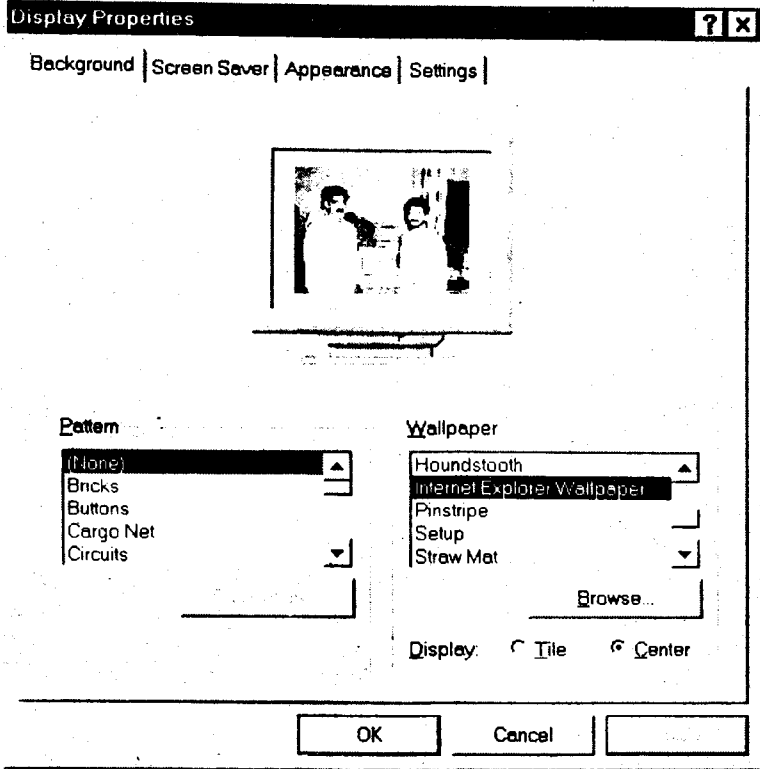 Display Properties
Background Screen Saver Appearance Settings
Pattern
(None)
Bricks
Buttons
Cargo Net
Circuits
Wallpaper
Houndstooth
Internet Explorer Wallpaper
Pinstripe
Setup
Straw Mat
Browse...
Display: Tile Center
OK Cancel